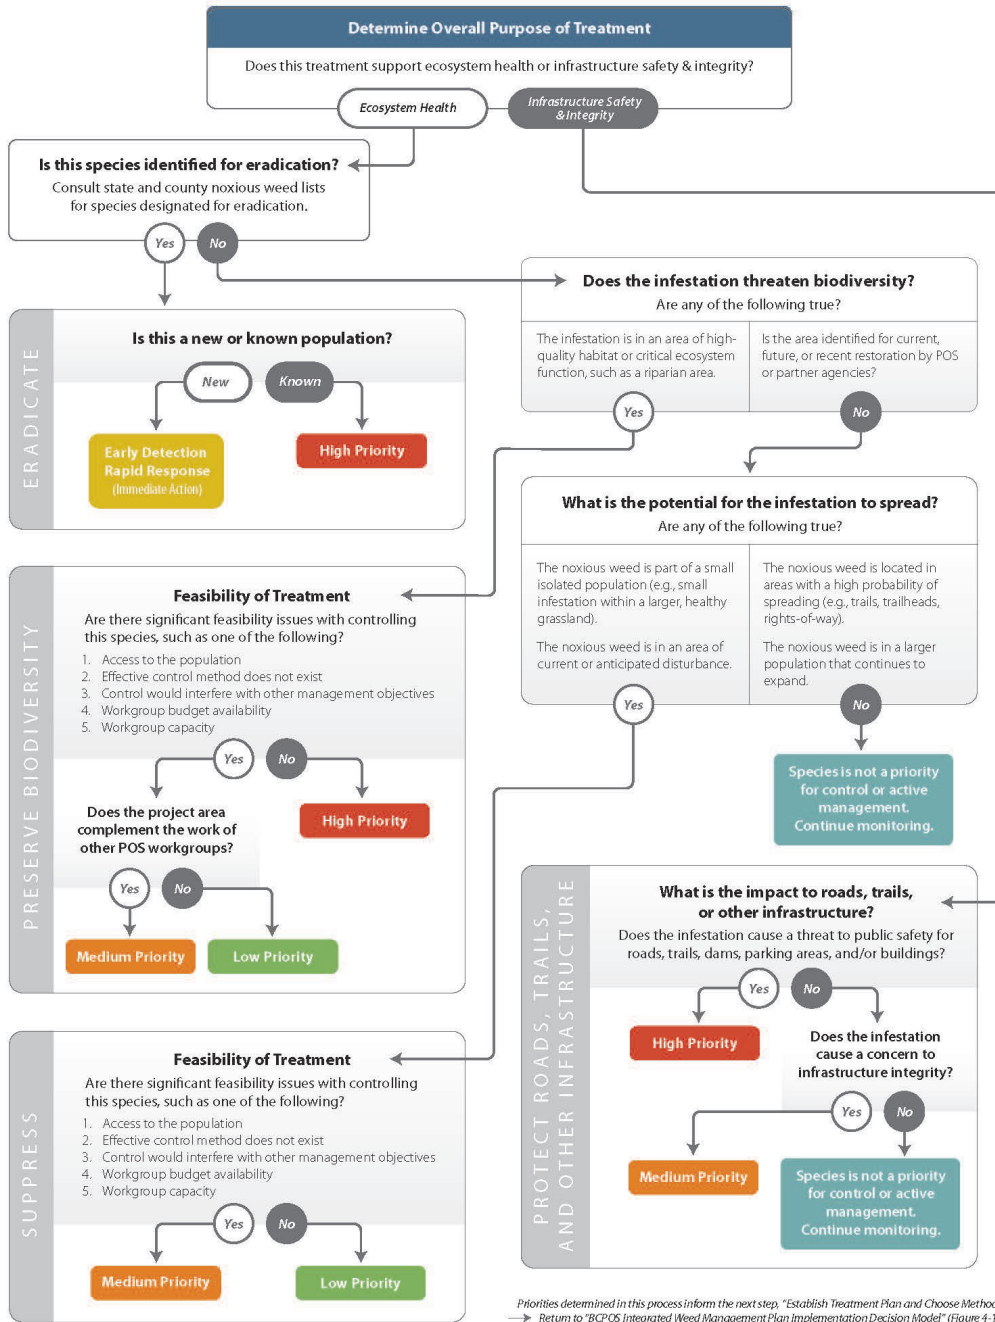 Determine Overall Purpose of Treatment
Does this treatment support ecosystem health or infrastructure safety & integrity?
Ecosystem Health
Infrastructure Safety
& Integrity
Is this species identified for eradication?
Consult state and county noxious weed lists
for species designated for eradication.
Yes
No
ERADICATE
Is this a new or known population?
New
Known
Early Detection
Rapid Response
(Immediate Action)
High Priority
Does the infestation threaten biodiversity?
Are any of the following true?
The infestation is in an area of high-
quality habitat or critical ecosystem
function, such as a riparian area.
Is the area identified for current,
future, or recent restoration by POS
or partner agencies?
Yes
No
What is the potential for the infestation to spread?
Are any of the following true?
The noxious weed is part of a small
isolated population (e.g., small
infestation within a larger, healthy
grassland).
The noxious weed is in an area of
current or anticipated disturbance.
The noxious weed is located in
areas with a high probability of
spreading (e.g., trails, trailheads,
rights-of-way).
The noxious weed is in a larger
population that continues to
expand.
Yes
No
Species is not a priority
for control or active
management.
Continue monitoring.
PRESERVE BIODIVERSITY
Feasibility of Treatment
Are there significant feasibility issues with controlling
this species, such as one of the following?
1. Access to the population
2. Effective control method does not exist
3. Control would interfere with other management objectives
4. Workgroup budget availability
5. Workgroup capacity
Yes
No
Does the project area
complement the work of
other POS workgroups?
High Priority
Yes
No
Medium Priority
Low Priority
SUPPRESS
Feasibility of Treatment
Are there significant feasibility issues with controlling
this species, such as one of the following?
1. Access to the population
2. Effective control method does not exist
3. Control would interfere with other management objectives
4. Workgroup budget availability
5. Workgroup capacity
Yes
No
Medium Priority
Low Priority
PROTECT ROADS, TRAILS,
AND OTHER INFRASTRUCTURE
What is the impact to roads, trails,
or other infrastructure?
Does the infestation cause a threat to public safety for
roads, trails, dams, parking areas, and/or buildings?
Yes
No
High Priority
Does the infestation
cause a concern to
infrastructure integrity?
Yes
No
Medium Priority
Species is not a priority
for control or active
management.
Continue monitoring.
Priorities determined in this process inform the next step, "Establish Treatment Plan and Choose Method
Return to "BCPOS Integrated Weed Management Plan Implementation Decision Model" (Figure 4-1